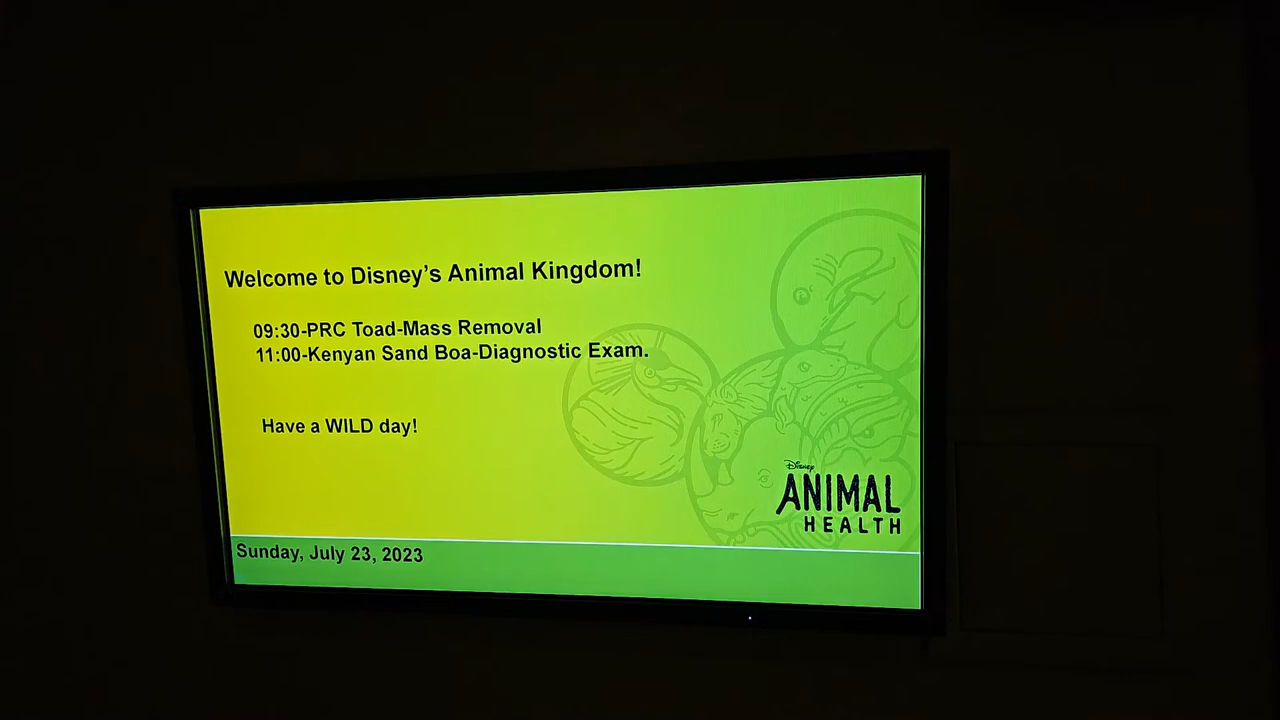 Welcome to Disney's Animal Kingdom!
09:30-PRC Toad-Mass Removal
11:00-Kenyan Sand Boa-Diagnostic Exam.
Have a WILD day!
Disney
ANIMAL
HEALTH
Sunday, July 23, 2023